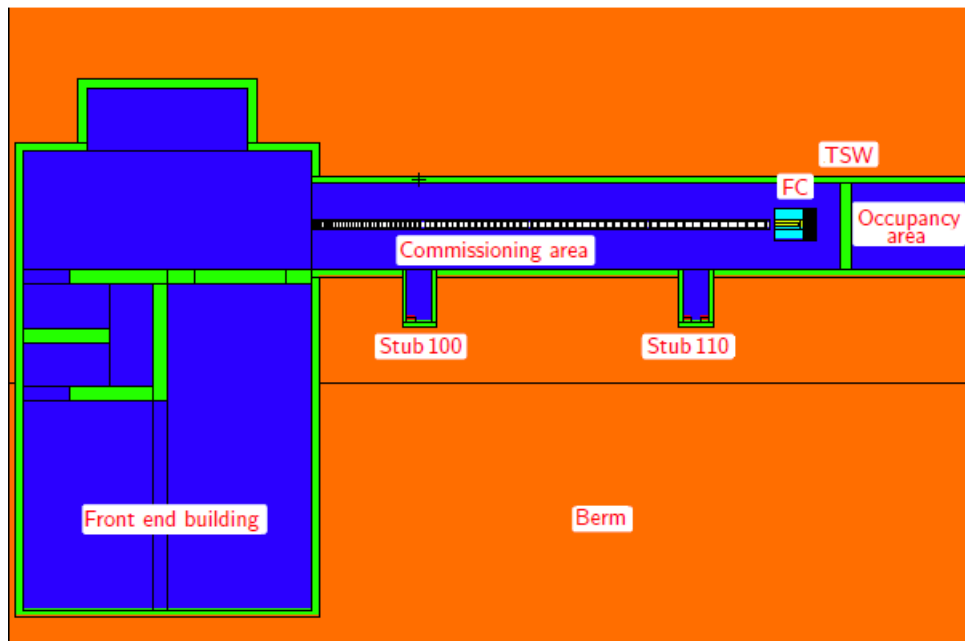 TSW
FC
Occupancy
area
Commissioning area
Stub 100
Stub 110
Front end building
Berm